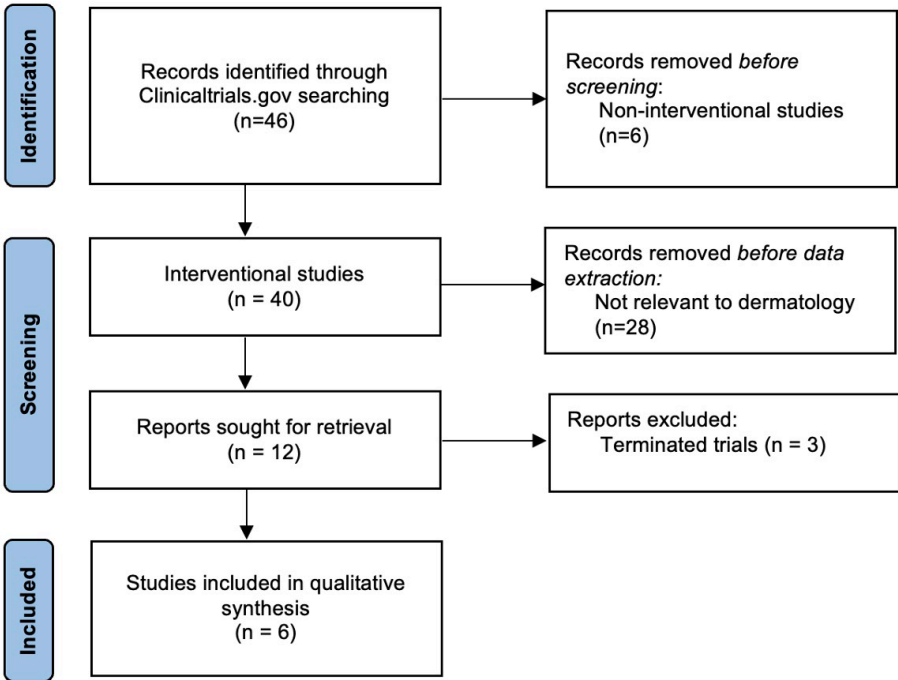 Identification
Records identified through
Clinicaltrials.gov searching
(n=46)
Records removed before
screening:
Non-interventional studies
(n=6)
Screening
Interventional studies
(n = 40)
Records removed before data
extraction:
Not relevant to dermatology
(n=28)
Reports sought for retrieval
(n = 12)
Reports excluded:
Terminated trials (n = 3)
Included
Studies included in qualitative
synthesis
(n = 6)